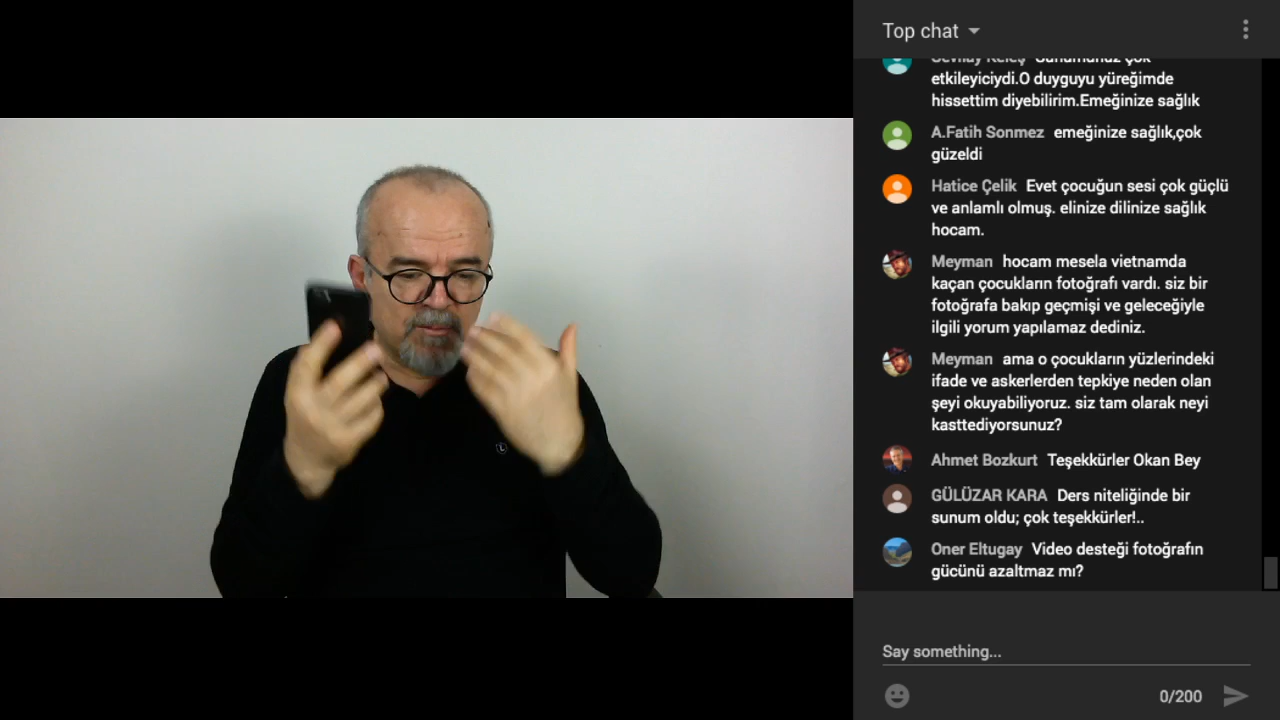 Top chat
Sevilay Keleş Sunumunuz çok
etkileyiciydi.O duyguyu yüreğimde
hissettim diyebilirim.Emeğinize sağlık
A.Fatih Sonmez emeğinize sağlık,çok
güzeldi
Hatice Çelik Evet çocuğun sesi çok güçlü
ve anlamlı olmuş. elinize dilinize sağlık
hocam.
Meyman hocam mesela vietnamda
kaçan çocukların fotoğrafı vardı. siz bir
fotoğrafa bakıp geçmişi ve geleceğiyle
ilgili yorum yapılamaz dediniz.
Meyman ama o çocukların yüzlerindeki
ifade ve askerlerden tepkiye neden olan
şeyi okuyabiliyoruz. siz tam olarak neyi
kasttediyorsunuz?
Ahmet Bozkurt Teşekkürler Okan Bey
GÜLÜZAR KARA Ders niteliğinde bir
sunum oldu; çok teşekkürler!..
Oner Eltugay Video desteği fotoğrafın
gücünü azaltmaz mı?
Say something...
0/200